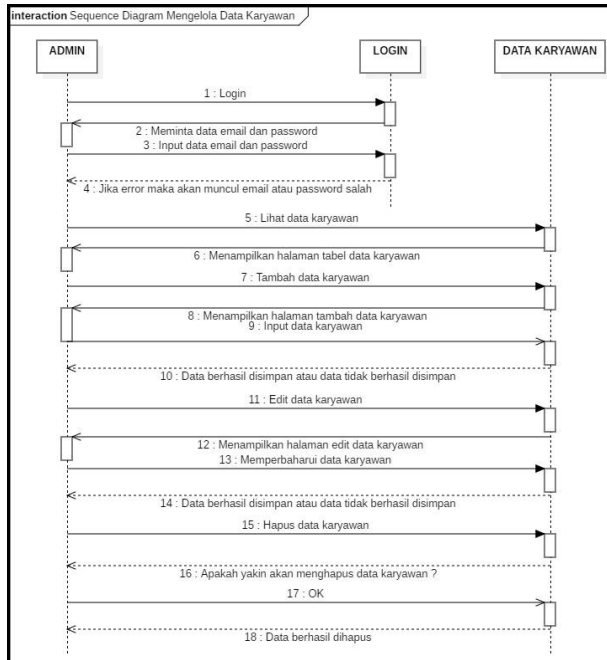 interaction Sequence Diagram Mengelola Data Karyawan
ADMIN
LOGIN
DATA KARYAWAN
1 : Login
2 : Meminta data email dan password
3 : Input data email dan password
4 : Jika error maka akan muncul email atau password salah
5 : Lihat data karyawan
6 : Menampilkan halaman tabel data karyawan
7 : Tambah data karyawan
8 : Menampilkan halaman tambah data karyawan
9 : Input data karyawan
10 : Data berhasil disimpan atau data tidak berhasil disimpan
11 : Edit data karyawan
12 : Menampilkan halaman edit data karyawan
13 : Memperbaharui data karyawan
14 : Data berhasil disimpan atau data tidak berhasil disimpan
15 : Hapus data karyawan
16 : Apakah yakin akan menghapus data karyawan ?
17 : OK
18 : Data berhasil dihapus